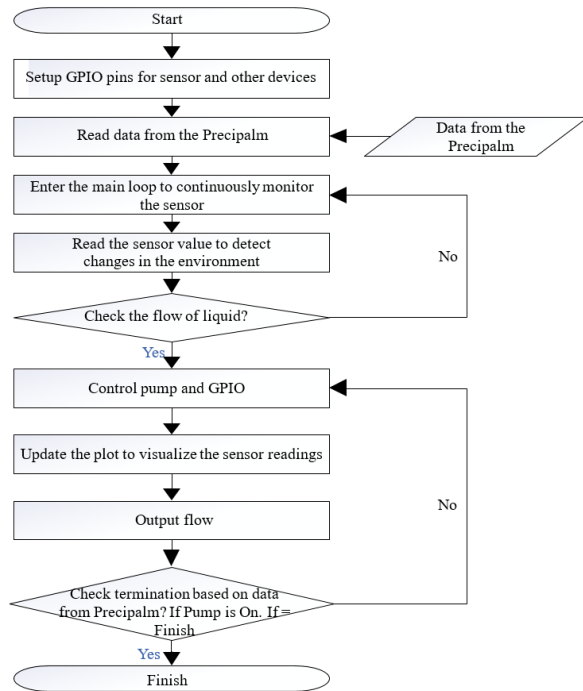 Start
Setup GPIO pins for sensor and other devices
Read data from the Precipalm
Data from the
Precipalm
Enter the main loop to continuously monitor
the sensor
Read the sensor value to detect
changes in the environment
No
Check the flow of liquid?
Yes
Control pump and GPIO
Update the plot to visualize the sensor readings
No
Output flow
Check termination based on data
from Precipalm? If Pump is On. If =
Finish
Yes
Finish